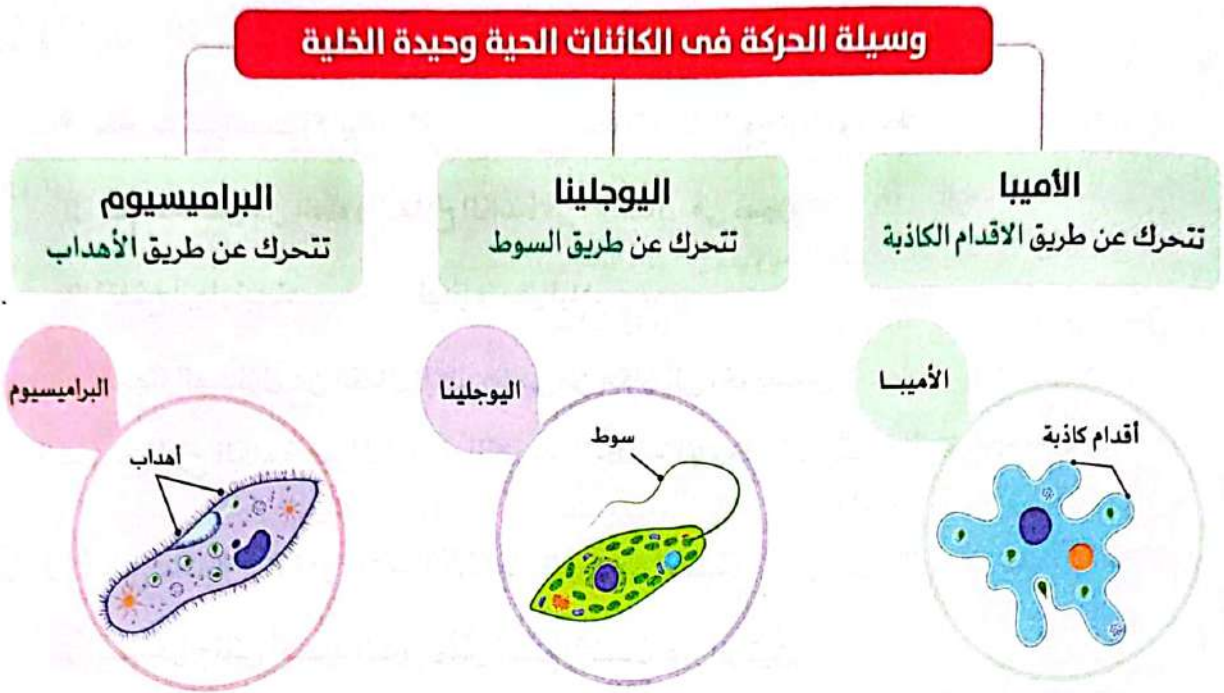 وسيلة الحركة فى الكائنات الحية وحيدة الخلية
الأميبا
تتحرك عن طريق الاقدام الكاذبة
اليوجلينا
تتحرك عن طريق السوط
البراميسيوم
تتحرك عن طريق الأهداب
الأميبـا
أقدام كاذبة
اليوجلينا
سوط
البراميسيوم
أهداب